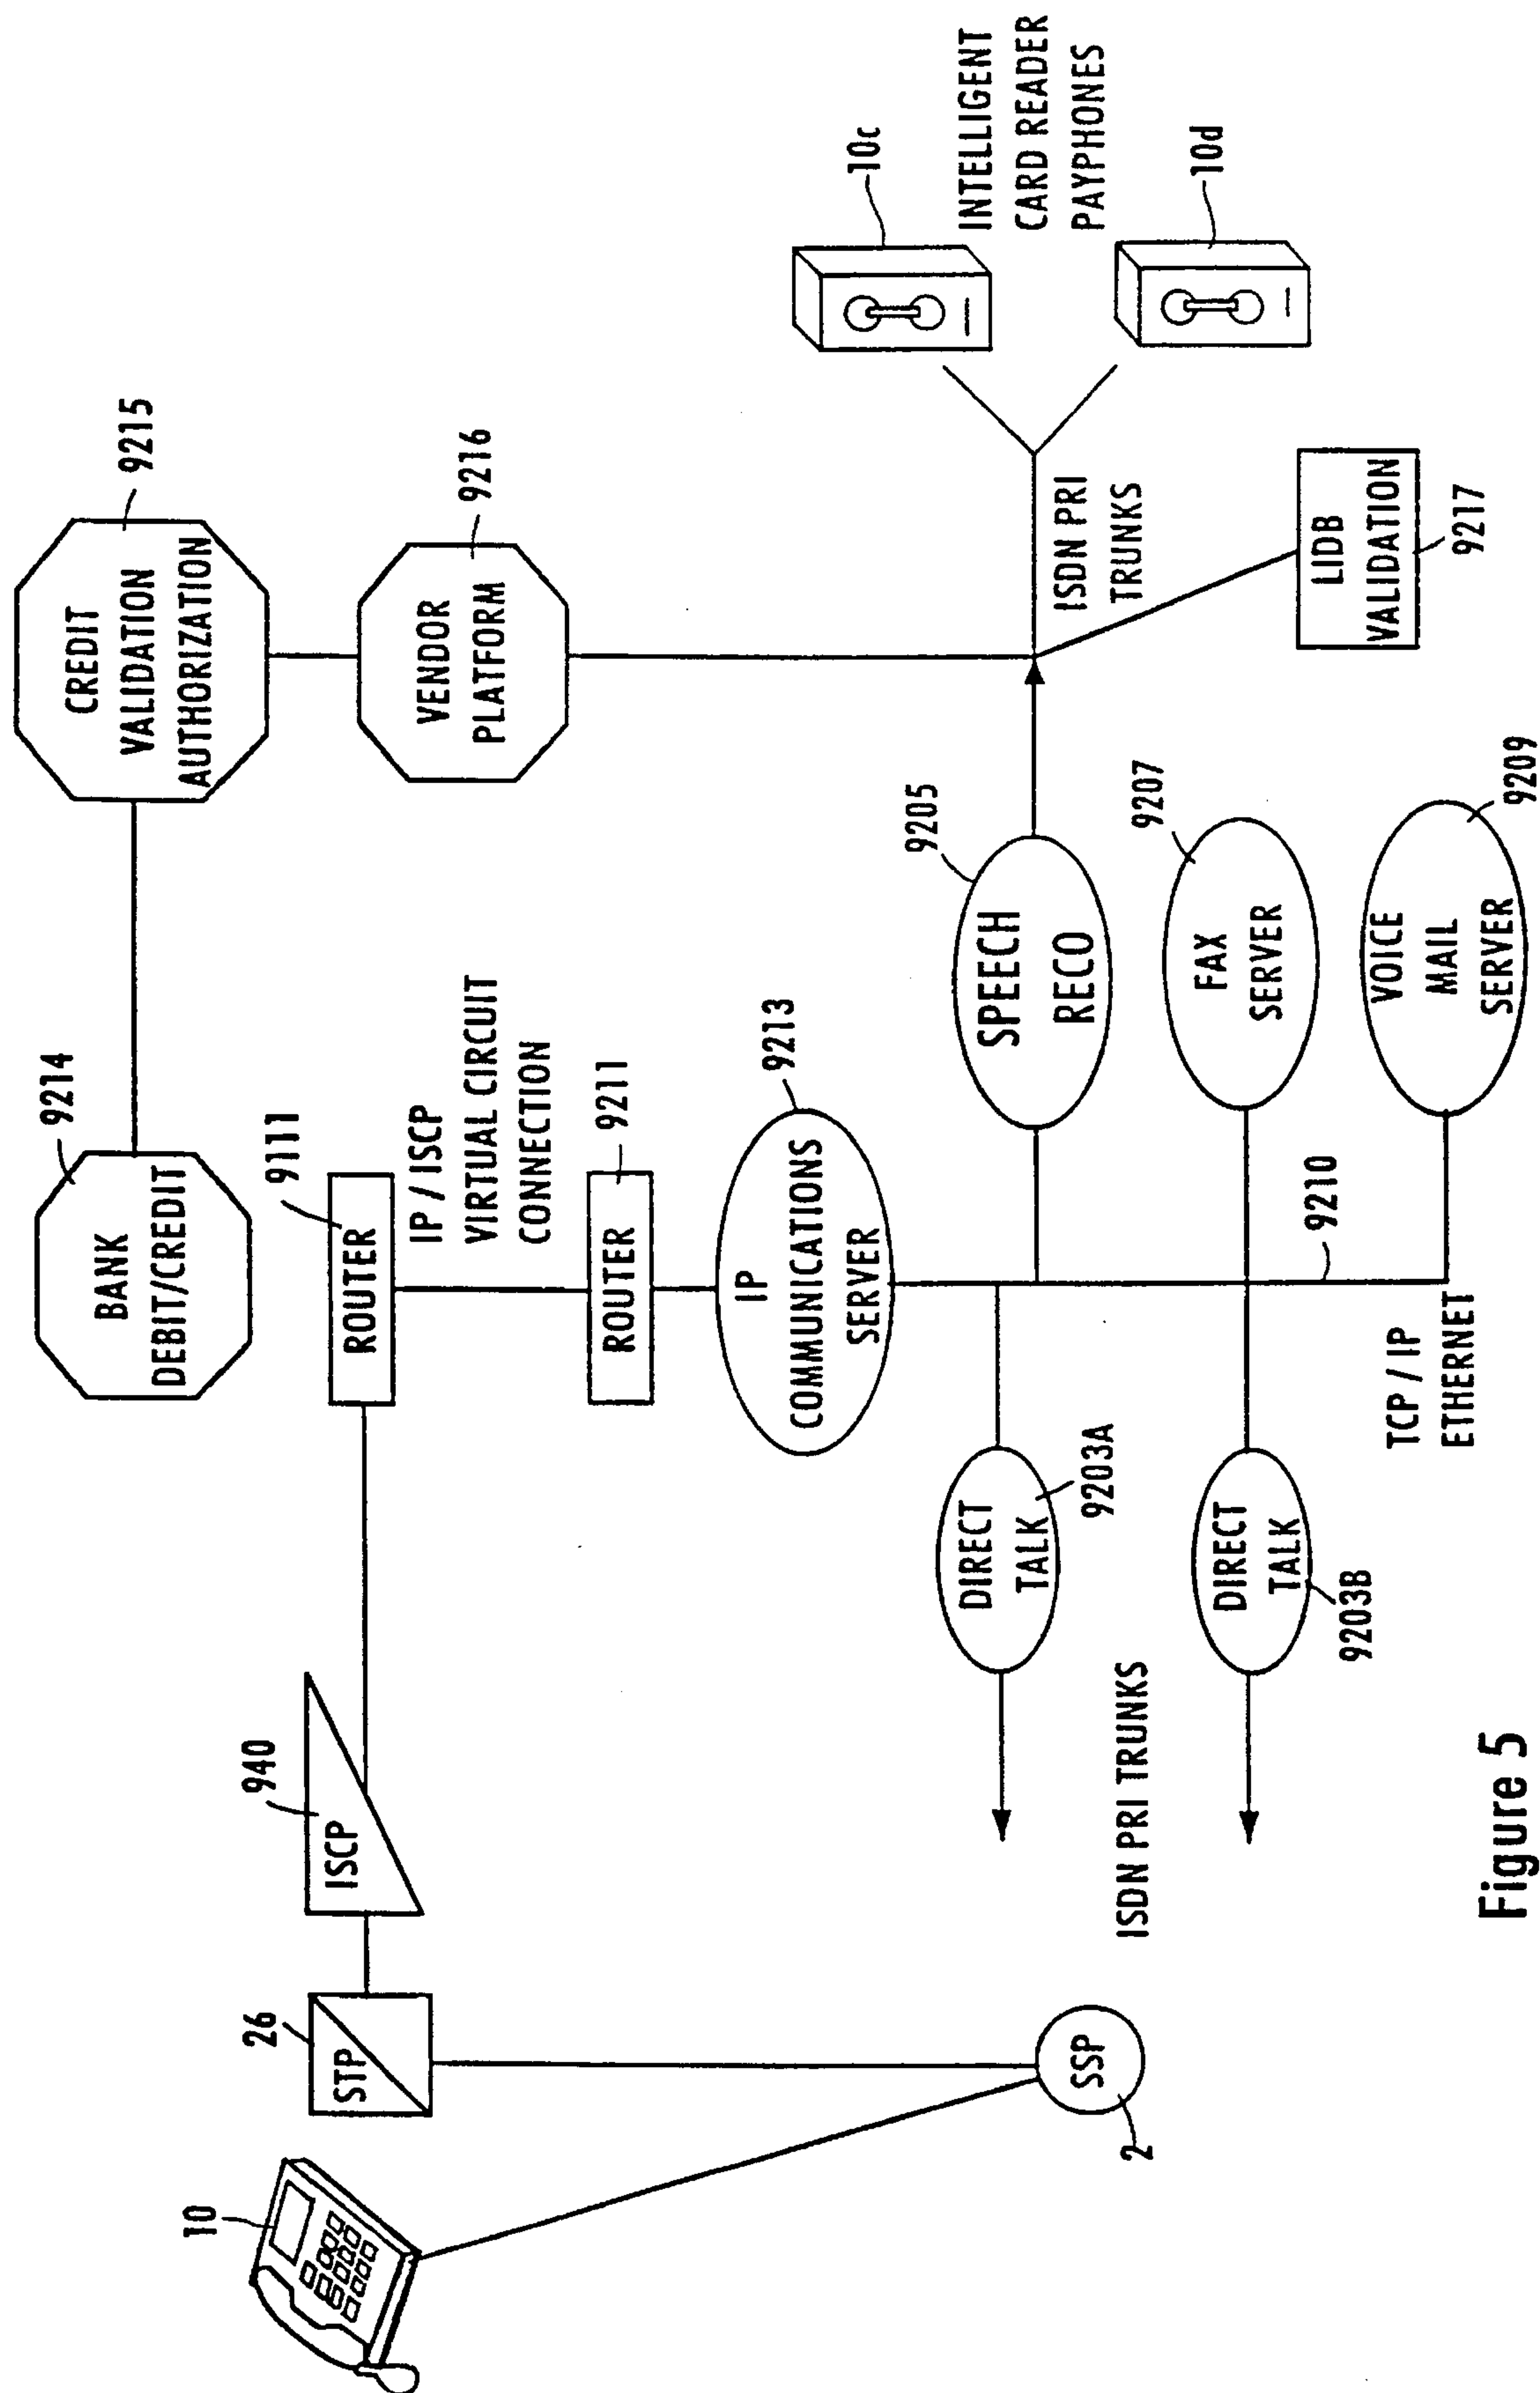 10
26
STP
940
ISCP
2
SSP
9214
BANK
DEBIT/CREDIT
9215
CREDIT
VALIDATION
AUTHORIZATION
9216
VENDOR
PLATFORM
9111
ROUTER
IP / ISCP
VIRTUAL CIRCUIT
CONNECTION
9211
ROUTER
9213
IP
COMMUNICATIONS
SERVER
9205
SPEECH
RECO
9207
FAX
SERVER
9209
VOICE
MAIL
SERVER
9210
TCP / IP
ETHERNET
DIRECT
TALK
9203A
DIRECT
TALK
9203B
ISDN PRI TRUNKS
ISDN PRI
TRUNKS
LIDB
VALIDATION
9217
10c
10d
INTELLIGENT
CARD READER
PAYPHONES
Figure 5